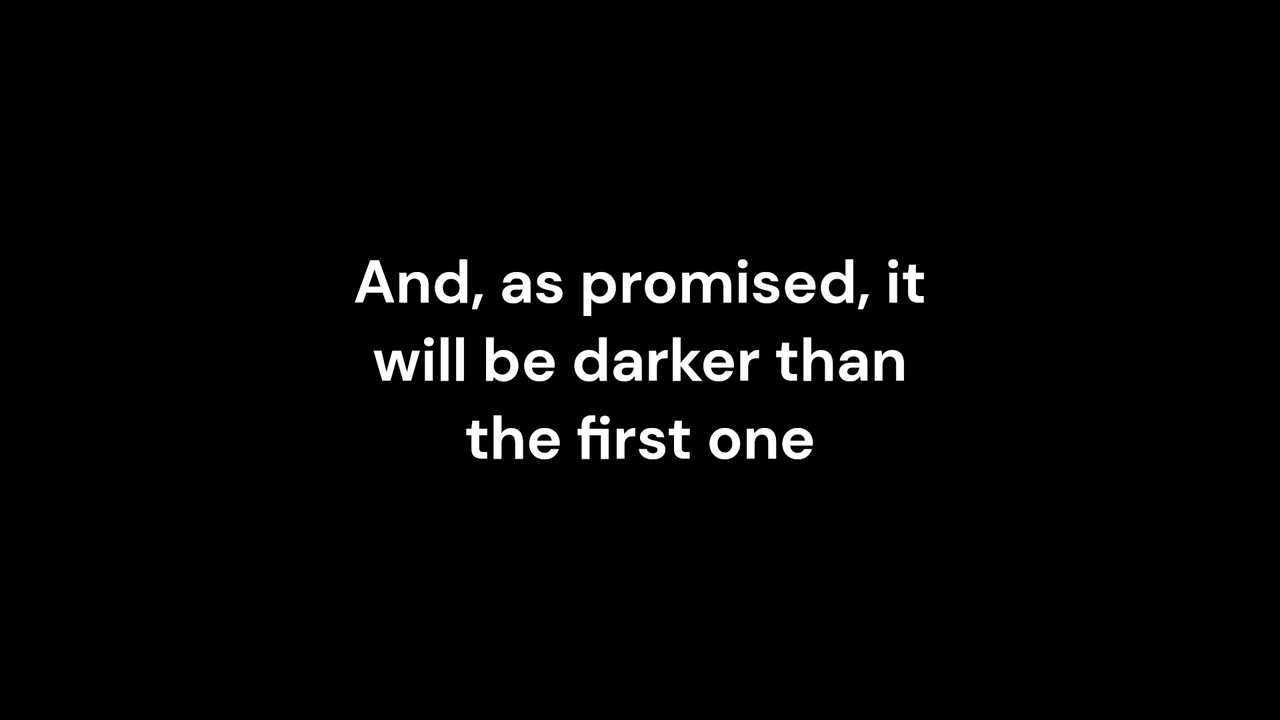 And, as promised, it
will be darker than
the first one